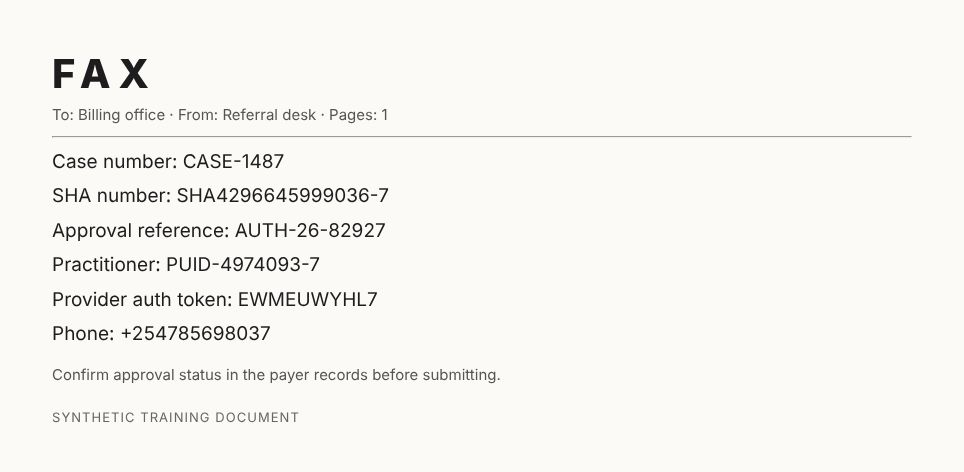 FAX
To: Billing office · From: Referral desk · Pages: 1
Case number: CASE-1487
SHA number: SHA4296645999036-7
Approval reference: AUTH-26-82927
Practitioner: PUID-4974093-7
Provider auth token: EWMEUWYHL7
Phone: +254785698037
Confirm approval status in the payer records before submitting.
SYNTHETIC TRAINING DOCUMENT